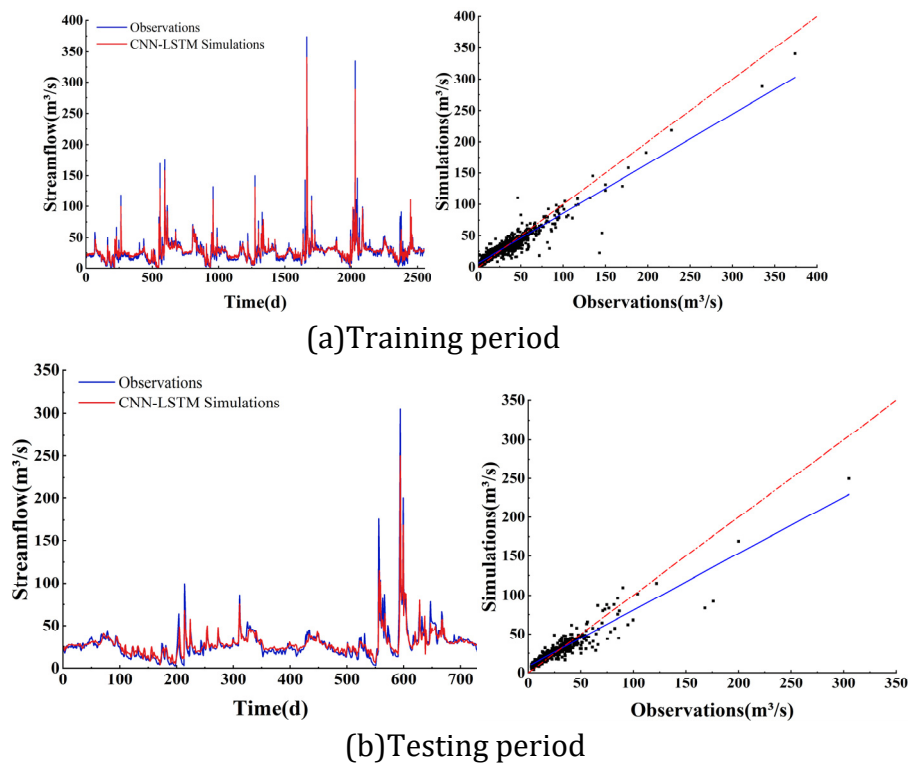 Observations
CNN-LSTM Simulations
Streamflow(m³/s)
400
350
300
250
200
150
100
50
0
0 500 1000 1500 2000 2500
Time(d)
Simulations(m³/s)
400
350
300
250
200
150
100
50
0
0 50 100 150 200 250 300 350 400
Observations(m³/s)
(a)Training period
Observations
CNN-LSTM Simulations
Streamflow(m³/s)
350
300
250
200
150
100
50
0
0 100 200 300 400 500 600 700
Time(d)
Simulations(m³/s)
350
300
250
200
150
100
50
0
0 50 100 150 200 250 300 350
Observations(m³/s)
(b)Testing period